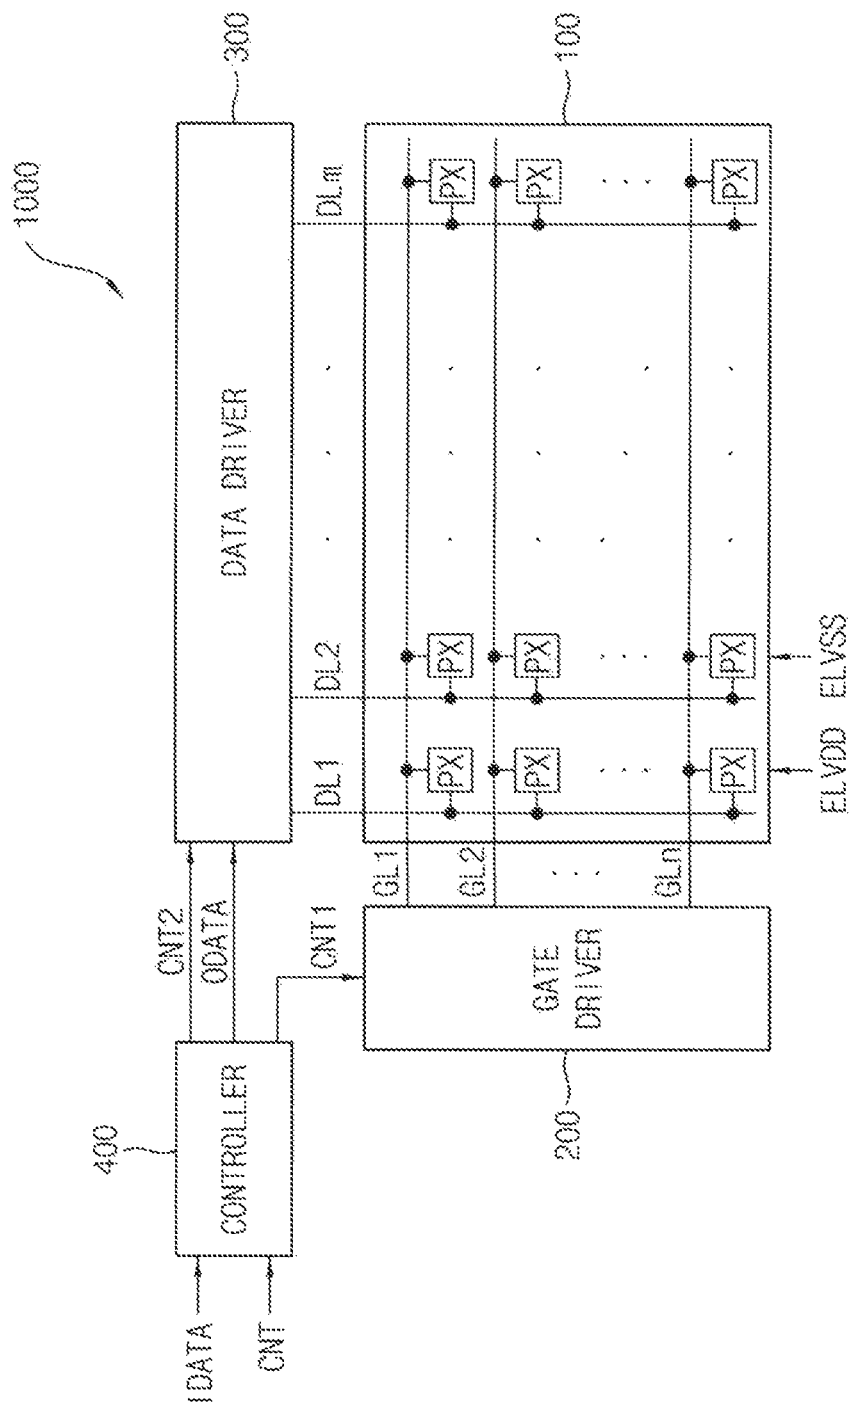 1000
400
300
IDATA
CNT
CONTROLLER
CNT2
ODATA
DATA DRIVER
CNT1
DL1
DL2
DLm
100
GATE
DRIVER
200
GL1
PX
PX
PX
GL2
PX
PX
PX
GLn
PX
PX
PX
ELVDD
ELVSS